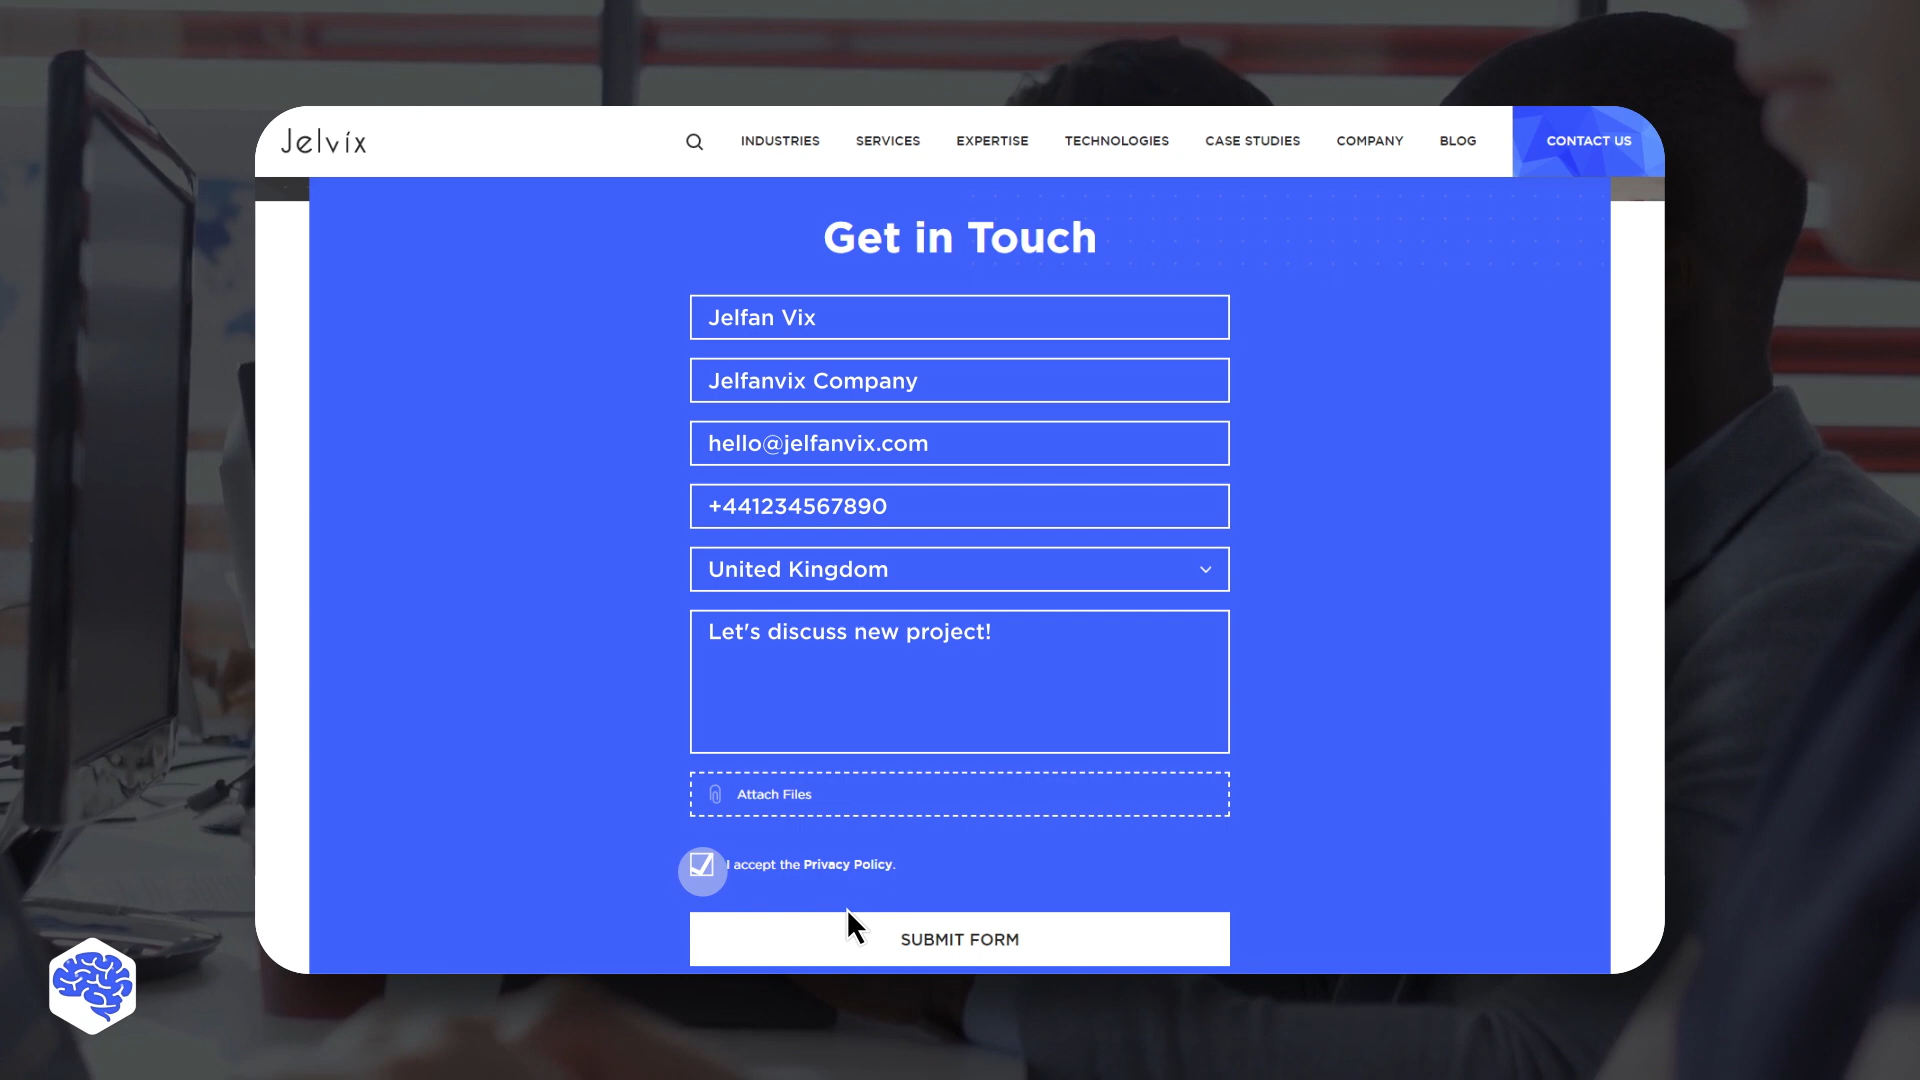 Jelvix
INDUSTRIES SERVICES EXPERTISE TECHNOLOGIES CASE STUDIES COMPANY BLOG CONTACT US
Get in Touch
Jelfan Vix
Jelfanvix Company
hello@jelfanvix.com
+441234567890
United Kingdom
Let's discuss new project!
Attach Files
I accept the Privacy Policy.
SUBMIT FORM